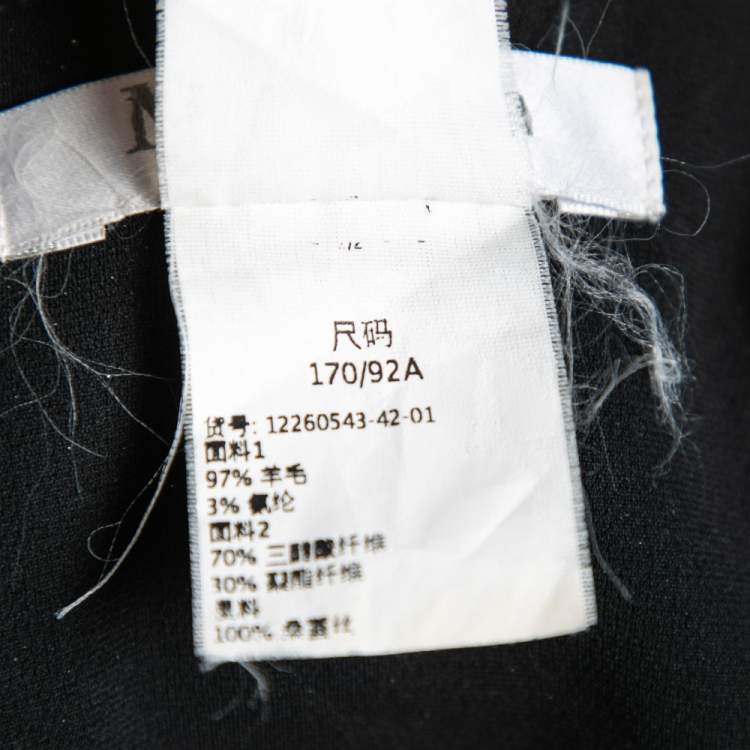 M
尺码
170/92A
货号: 12260543-42-01
面料1
97% 羊毛
3% 氨纶
面料2
70% 三醋酸纤维
30% 聚酯纤维
里料
100% 桑蚕丝